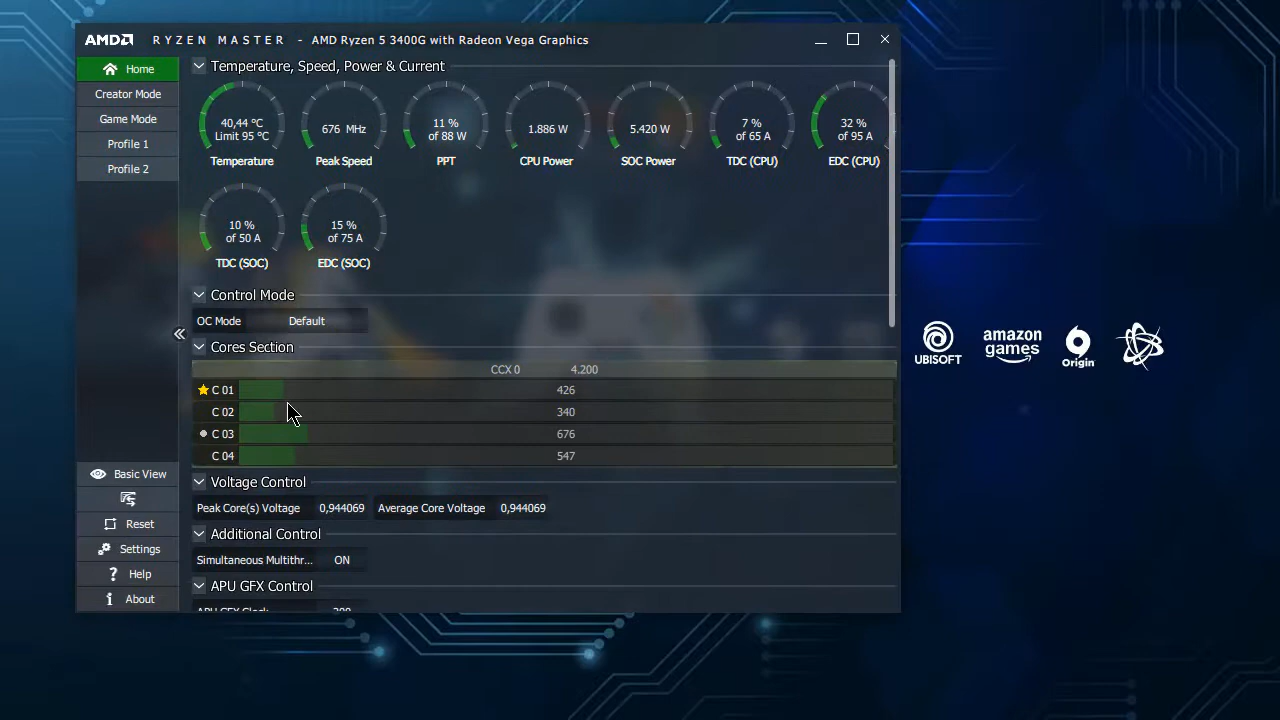 AMD RYZEN MASTER - AMD Ryzen 5 3400G with Radeon Vega Graphics
Home
Creator Mode
Game Mode
Profile 1
Profile 2
Basic View
Reset
Settings
Help
About
Temperature, Speed, Power & Current
40,44 °C
Limit 95 °C
Temperature
676 MHz
Peak Speed
11 %
of 88 W
PPT
1.886 W
CPU Power
5.420 W
SOC Power
7 %
of 65 A
TDC (CPU)
32 %
of 95 A
EDC (CPU)
10 %
of 50 A
TDC (SOC)
15 %
of 75 A
EDC (SOC)
Control Mode
OC Mode Default
Cores Section
CCX 0 4.200
C 01 426
C 02 340
C 03 676
C 04 547
Voltage Control
Peak Core(s) Voltage 0,944069 Average Core Voltage 0,944069
Additional Control
Simultaneous Multithr... ON
APU GFX Control
UBISOFT
amazon games
Origin